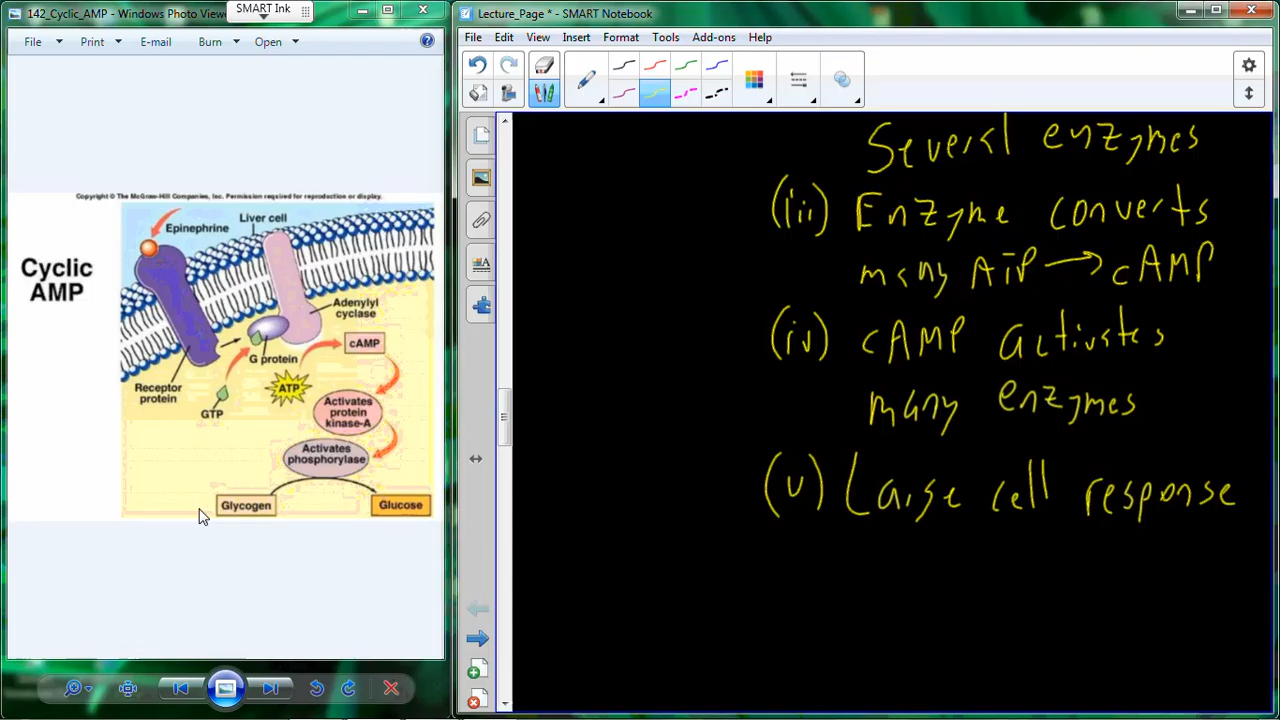 142_Cyclic_AMP - Windows Photo Viewe
SMART Ink
File Print E-mail Burn Open
Copyright © The McGraw-Hill Companies, Inc. Permission required for reproduction or display.
Cyclic
AMP
Epinephrine
Liver cell
Adenylyl
cyclase
G protein
cAMP
ATP
Receptor
protein
GTP
Activates
protein
kinase-A
Activates
phosphorylase
Glycogen
Glucose
Lecture_Page * - SMART Notebook
File Edit View Insert Format Tools Add-ons Help
Several enzymes
(iii) Enzyme converts
many ATP → cAMP
(iv) cAMP activates
many enzymes
(v) Large cell response